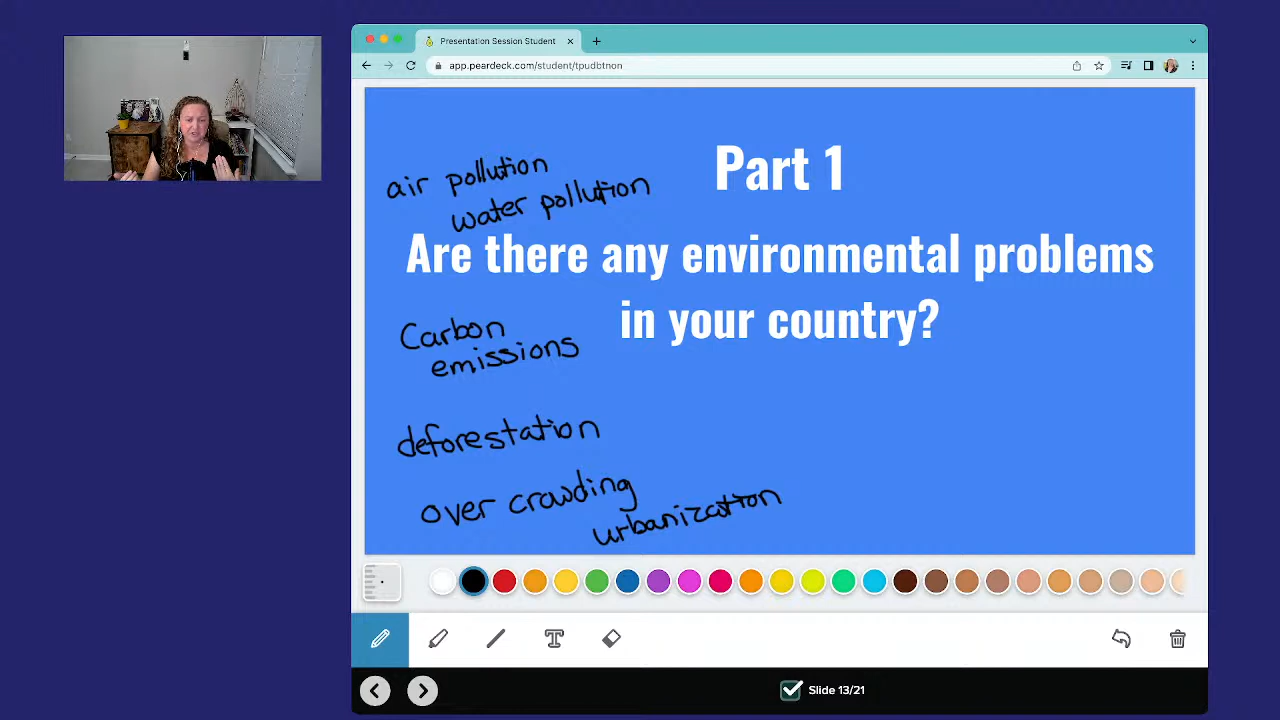 Presentation Session Student
app.peardeck.com/student/tpudbtnon
air pollution
water pollution
Part 1
Are there any environmental problems
in your country?
Carbon
emissions
deforestation
over crowding
urbanization
T
Slide 13/21